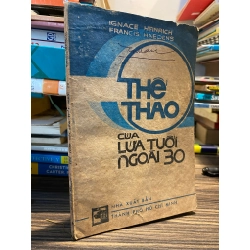 IGNACE HEINRICH
FRANCIS HAEDENS
THỂ
THAO
CỦA
LỨA TUỔI
NGOÀI 30
NHÀ XUẤT BẢN
THÀNH PHỐ HỒ CHÍ MINH